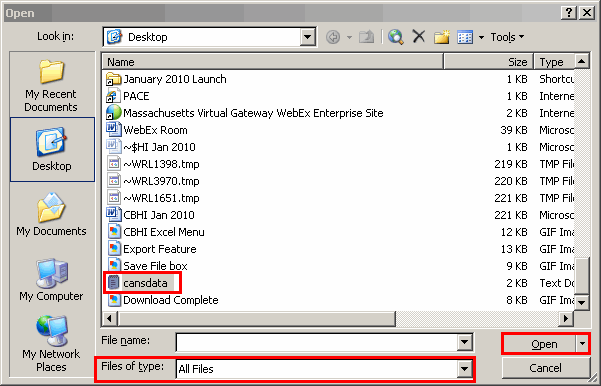 Open
Look in: Desktop Tools
Name Size Type
January 2010 Launch 1 KB Shortcu
PACE 1 KB Internet
Massachusetts Virtual Gateway WebEx Enterprise Site 2 KB Internet
WebEx Room 39 KB Microso
~$HI Jan 2010 1 KB Microso
~WRL1398.tmp 219 KB TMP File
~WRL3970.tmp 220 KB TMP File
~WRL1651.tmp 221 KB TMP File
CBHI Jan 2010 221 KB Microso
CBHI Excel Menu 12 KB GIF Ima
Export Feature 13 KB GIF Ima
Save File box 9 KB GIF Ima
cansdata 2 KB Text Do
Download Complete 8 KB GIF Ima
My Recent
Documents
Desktop
My Documents
My Computer
My Network
Places
File name: Open
Files of type: All Files Cancel